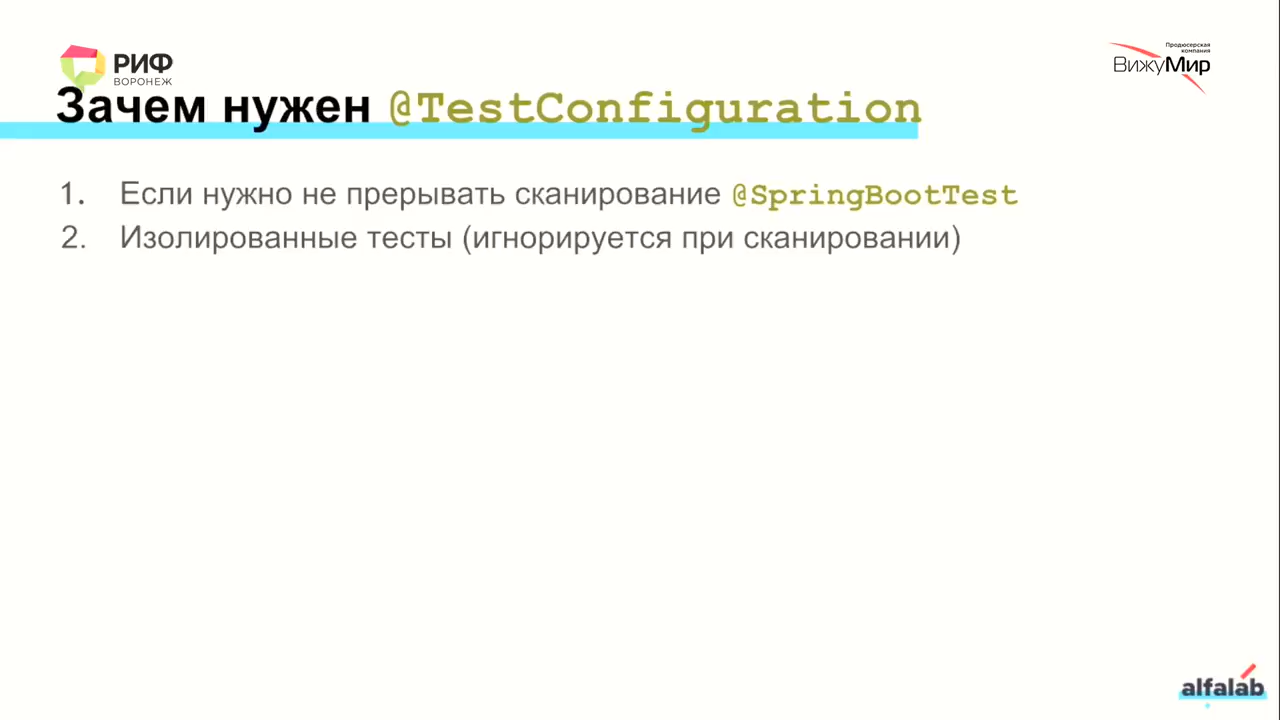 РИФ
ВОРОНЕЖ
Продюсерская
компания
ВижуМир
Зачем нужен @TestConfiguration
1. Если нужно не прерывать сканирование @SpringBootTest
2. Изолированные тесты (игнорируется при сканировании)
alfalab